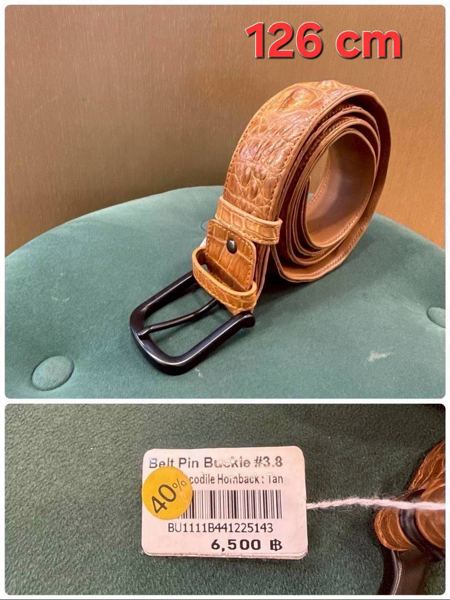 126 cm
Belt Pin Buckle #3.8
codile Hornback : Tan
40%
BU1111B441225143
6,500 ฿